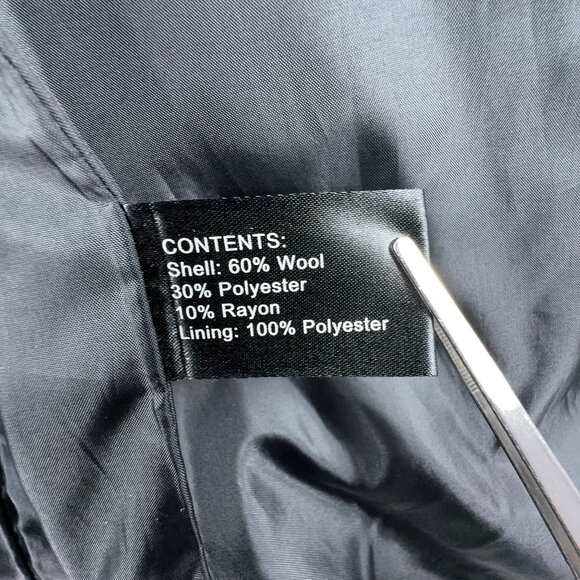 CONTENTS:
Shell: 60% Wool
30% Polyester
10% Rayon
Lining: 100% Polyester